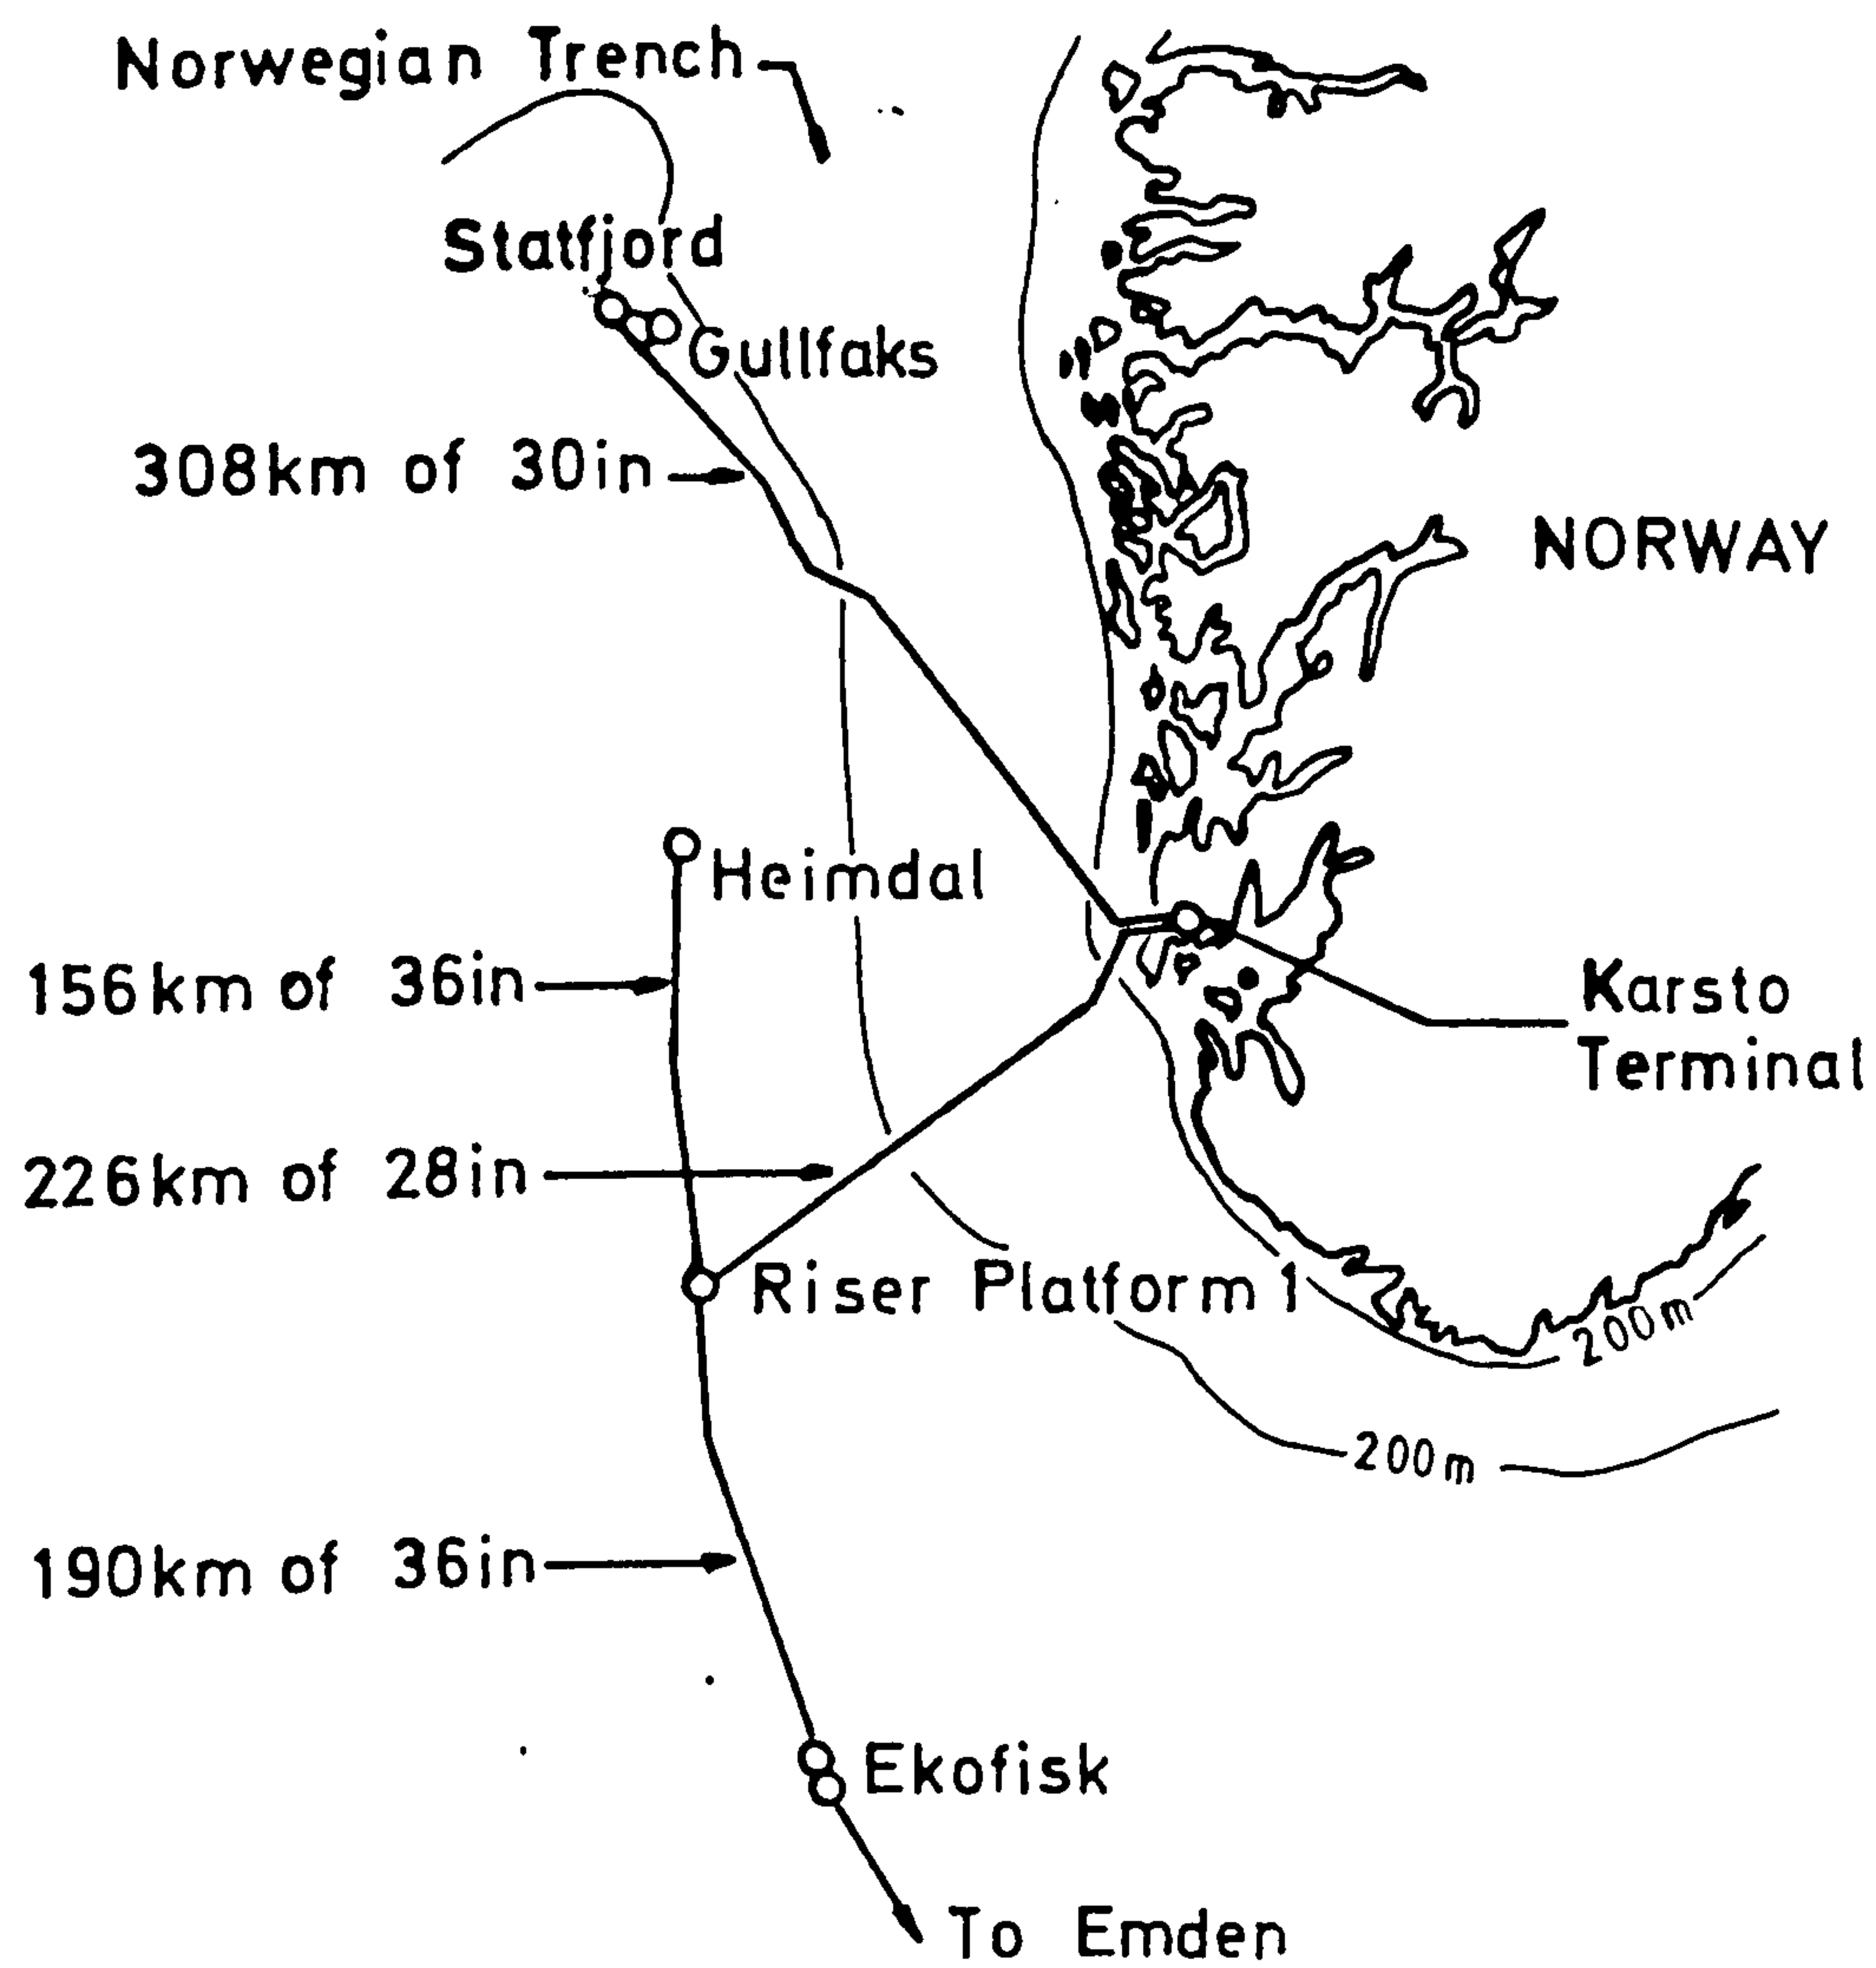 Norwegian Trench
Statfjord
Gullfaks
308km of 30in
NORWAY
Heimdal
156km of 36in
Karsto
Terminal
226km of 28in
Riser Platform 1
200m
200m
190km of 36in
Ekofisk
To Emden